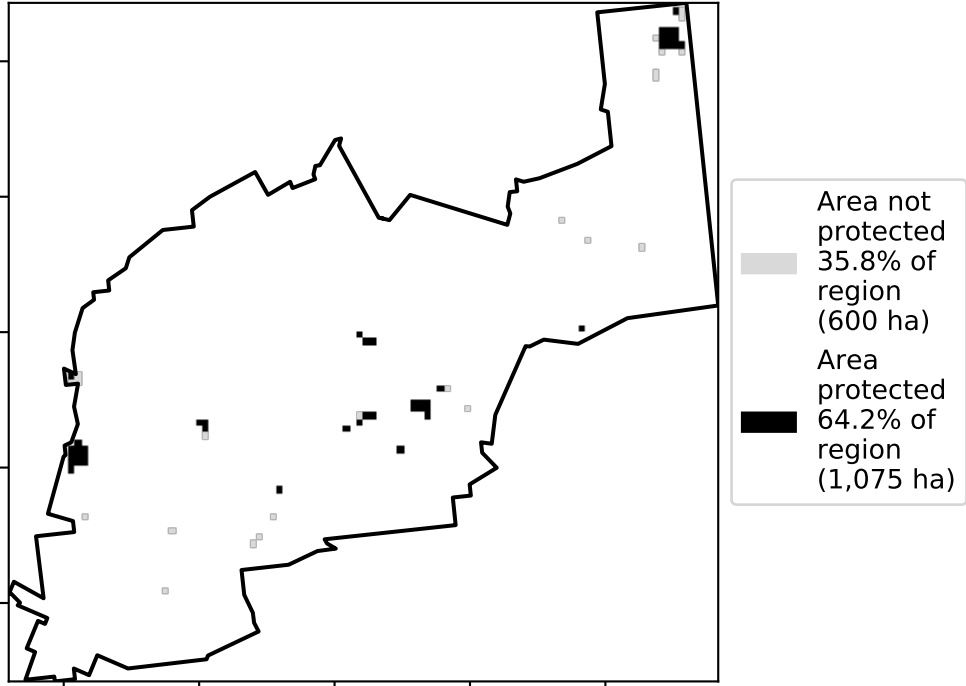 Area not
protected
35.8% of
region
(600 ha)
Area
protected
64.2% of
region
(1,075 ha)